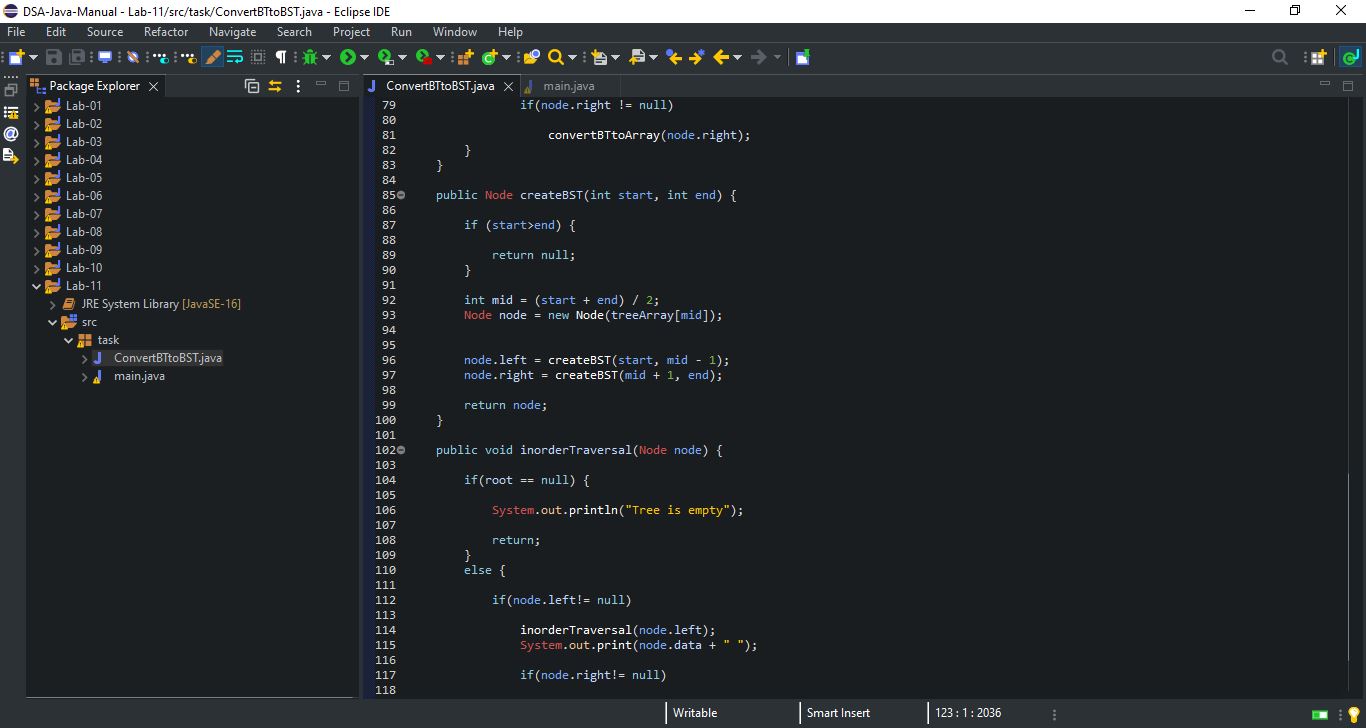 DSA-Java-Manual - Lab-11/src/task/ConvertBTtoBST.java - Eclipse IDE
File Edit Source Refactor Navigate Search Project Run Window Help
Package Explorer
Lab-01
Lab-02
Lab-03
Lab-04
Lab-05
Lab-06
Lab-07
Lab-08
Lab-09
Lab-10
Lab-11
JRE System Library [JavaSE-16]
src
task
ConvertBTtoBST.java
main.java
ConvertBTtoBST.java main.java
79 if(node.right != null)
80
81 convertBTtoArray(node.right);
82 }
83 }
84
85 public Node createBST(int start, int end) {
86
87 if (start>end) {
88
89 return null;
90 }
91
92 int mid = (start + end) / 2;
93 Node node = new Node(treeArray[mid]);
94
95
96 node.left = createBST(start, mid - 1);
97 node.right = createBST(mid + 1, end);
98
99 return node;
100 }
101
102 public void inorderTraversal(Node node) {
103
104 if(root == null) {
105
106 System.out.println("Tree is empty");
107
108 return;
109 }
110 else {
111
112 if(node.left!= null)
113
114 inorderTraversal(node.left);
115 System.out.print(node.data + " ");
116
117 if(node.right!= null)
118
Writable Smart Insert 123 : 1 : 2036